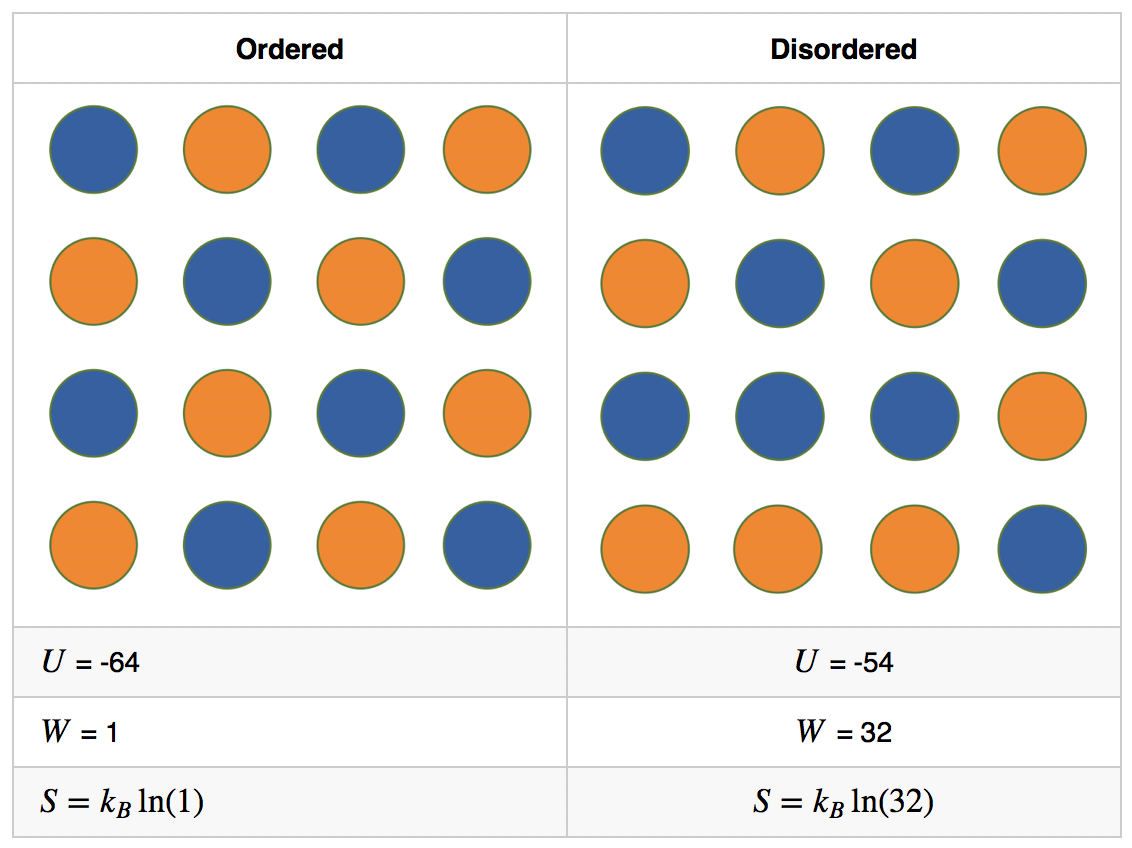 Ordered Disordered
U = -64 U = -54
W = 1 W = 32
S = k_B ln(1) S = k_B ln(32)